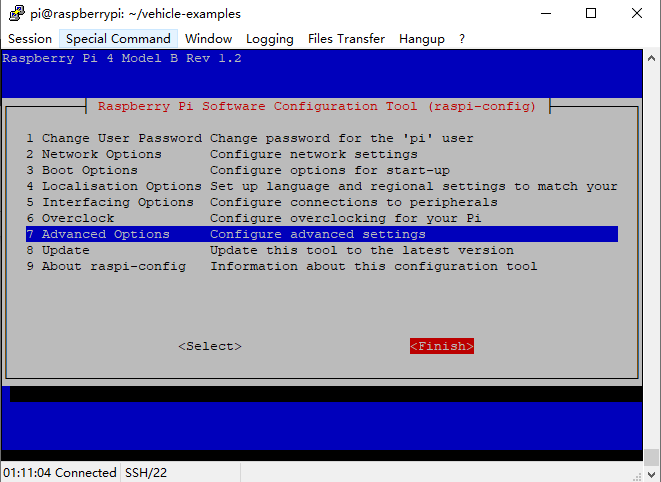 pi@raspberrypi: ~/vehicle-examples
Session Special Command Window Logging Files Transfer Hangup ?
Raspberry Pi 4 Model B Rev 1.2
Raspberry Pi Software Configuration Tool (raspi-config)
1 Change User Password Change password for the 'pi' user
2 Network Options Configure network settings
3 Boot Options Configure options for start-up
4 Localisation Options Set up language and regional settings to match your
5 Interfacing Options Configure connections to peripherals
6 Overclock Configure overclocking for your Pi
7 Advanced Options Configure advanced settings
8 Update Update this tool to the latest version
9 About raspi-config Information about this configuration tool
<Select> <Finish>
01:11:04 Connected SSH/22